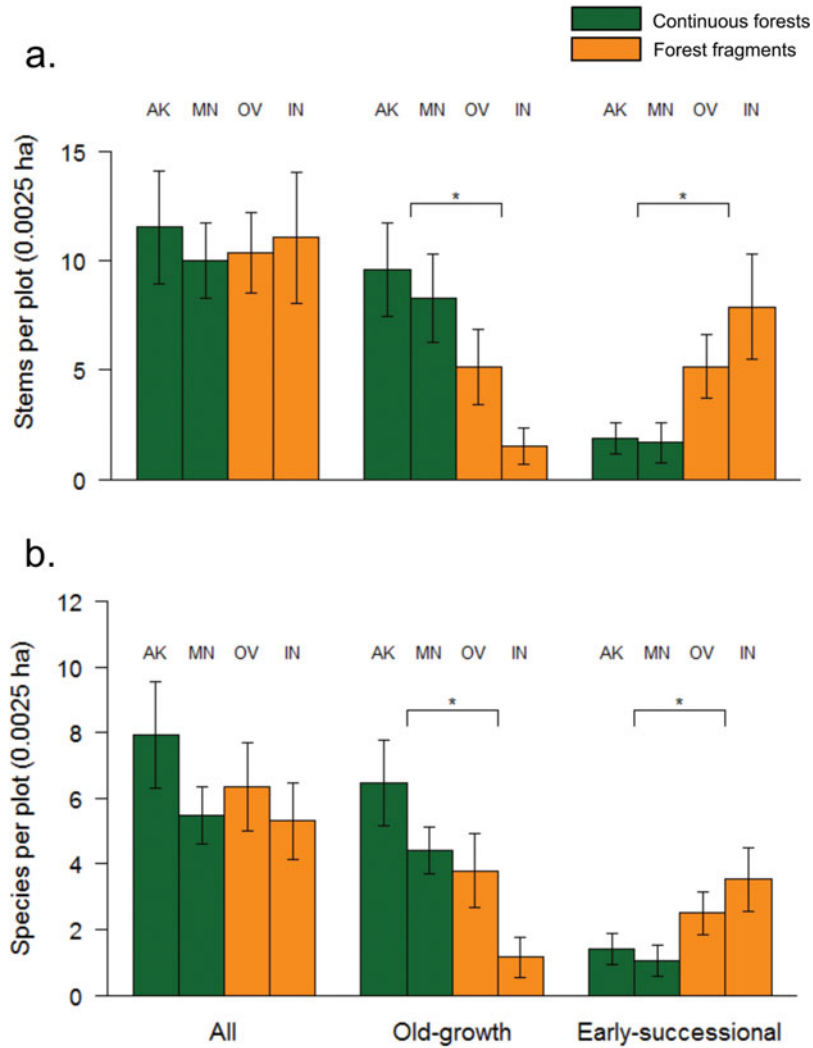 Continuous forests
Forest fragments
a.
AK MN OV IN AK MN OV IN AK MN OV IN
Stems per plot (0.0025 ha)
15
10
5
0
* *
b.
Species per plot (0.0025 ha)
12
10
8
6
4
2
0
AK MN OV IN AK MN OV IN AK MN OV IN
* *
All Old-growth Early-successional